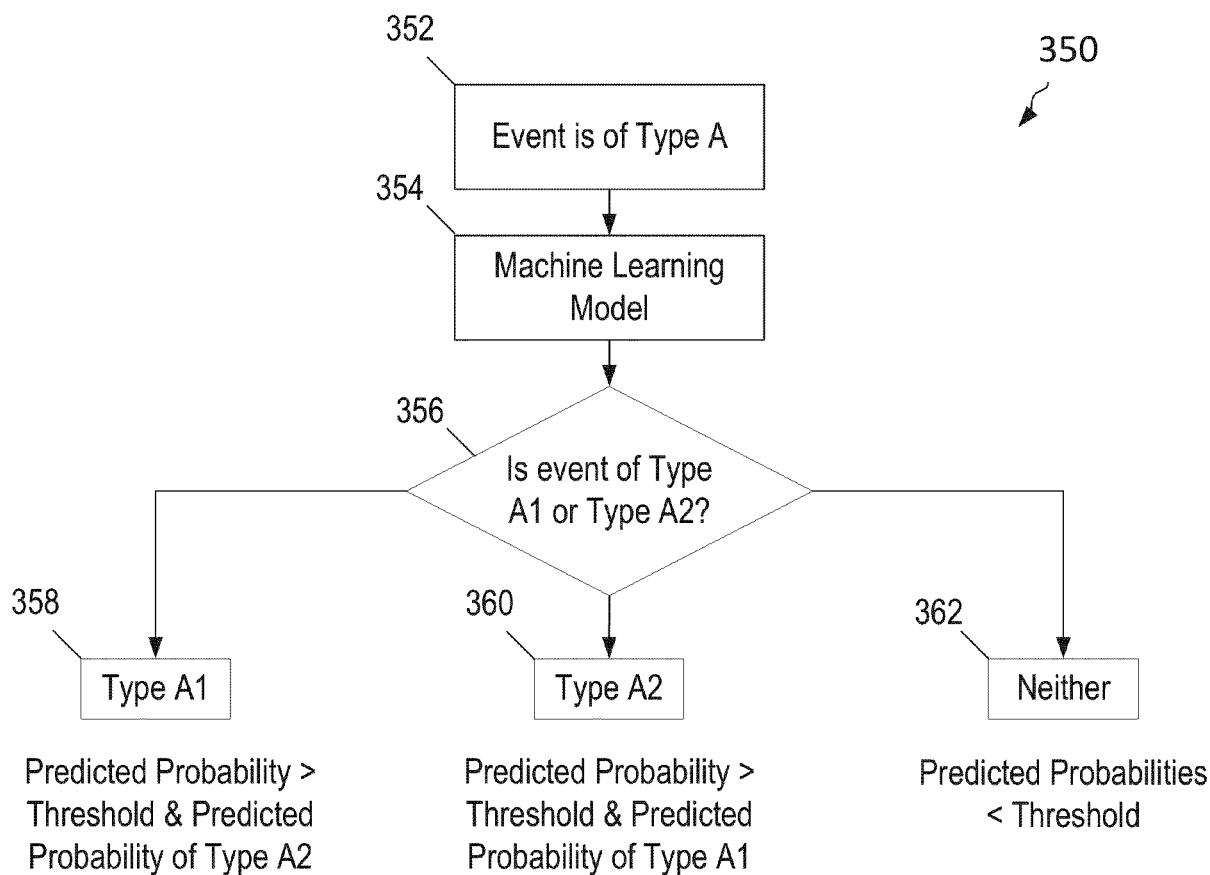 352
350
Event is of Type A
354
Machine Learning
Model
356
Is event of Type
A1 or Type A2?
358
360
362
Type A1
Type A2
Neither
Predicted Probability >
Threshold & Predicted
Probability of Type A2
Predicted Probability >
Threshold & Predicted
Probability of Type A1
Predicted Probabilities
< Threshold